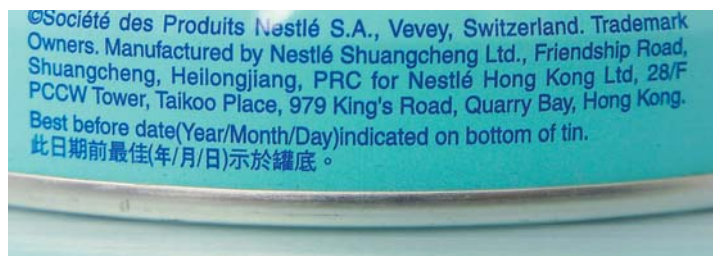 ©Société des Produits Nestlé S.A., Vevey, Switzerland. Trademark
Owners. Manufactured by Nestlé Shuangcheng Ltd., Friendship Road,
Shuangcheng, Heilongjiang, PRC for Nestlé Hong Kong Ltd, 28/F
PCCW Tower, Taikoo Place, 979 King's Road, Quarry Bay, Hong Kong.
Best before date(Year/Month/Day)indicated on bottom of tin.
此日期前最佳(年/月/日)示於罐底。